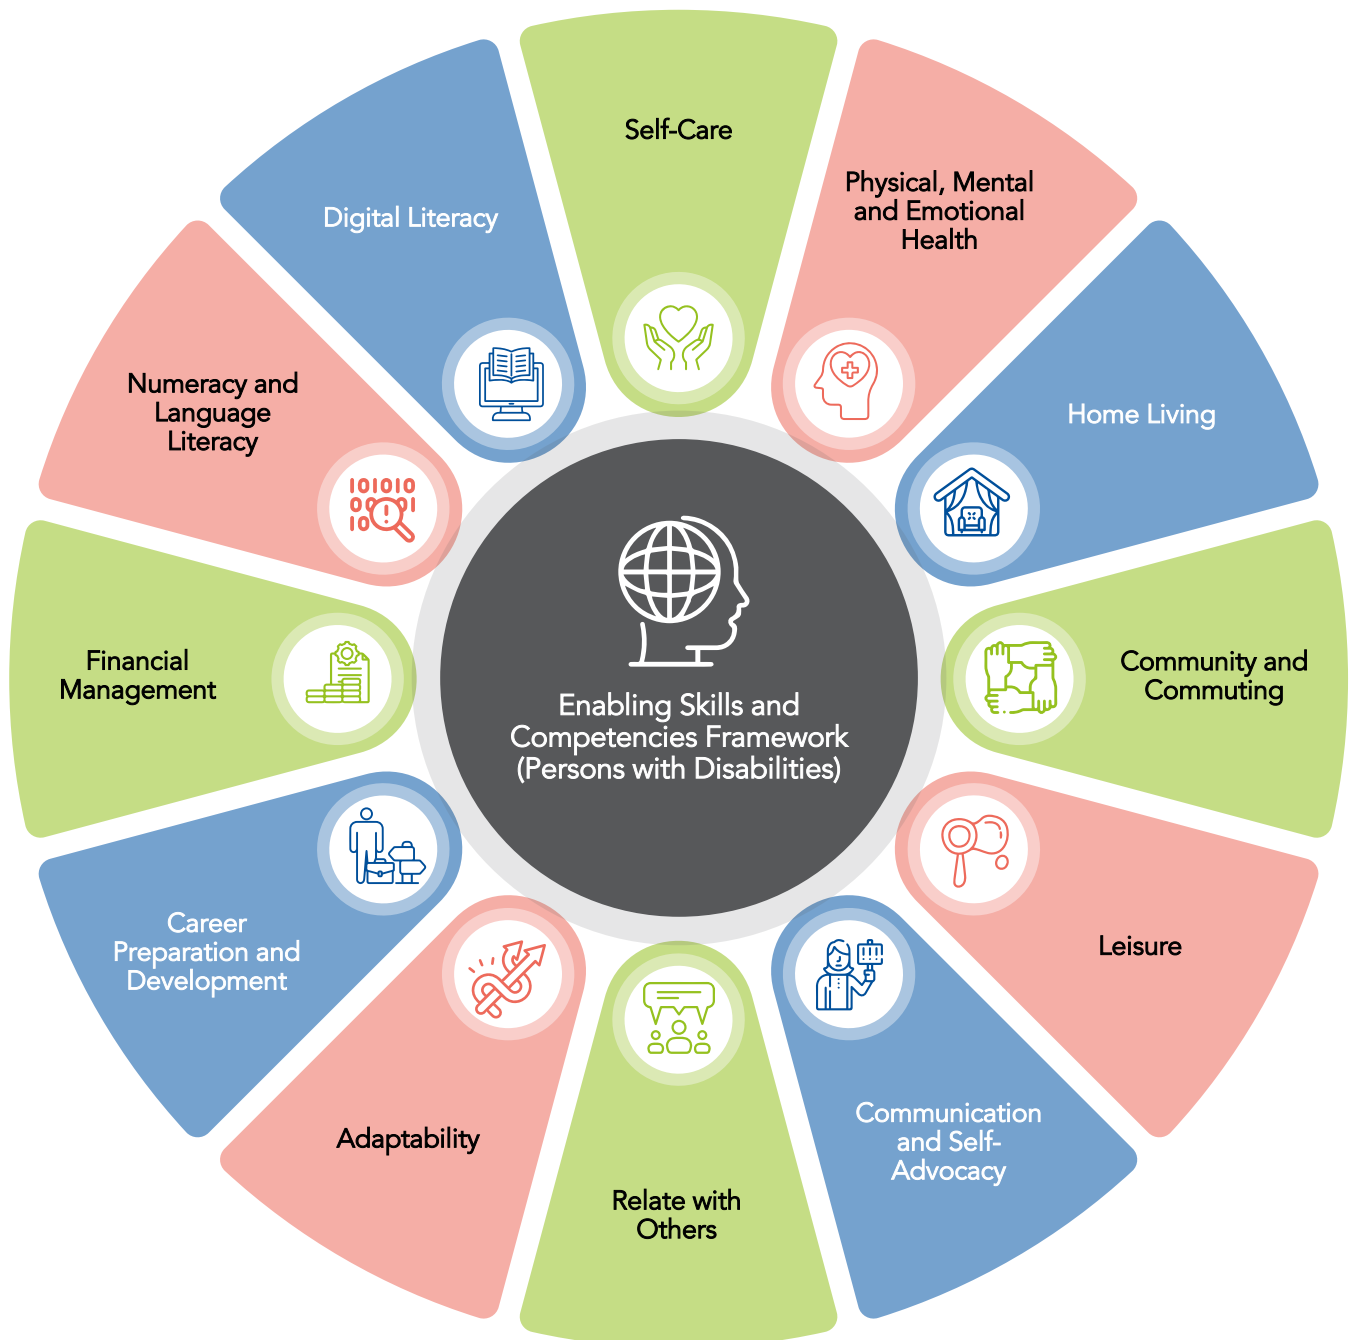 Self-Care
Physical, Mental
and Emotional
Health
Home Living
Community and
Commuting
Leisure
Communication
and Self-
Advocacy
Relate with
Others
Adaptability
Career
Preparation and
Development
Financial
Management
Numeracy and
Language
Literacy
Digital Literacy
Enabling Skills and
Competencies Framework
(Persons with Disabilities)